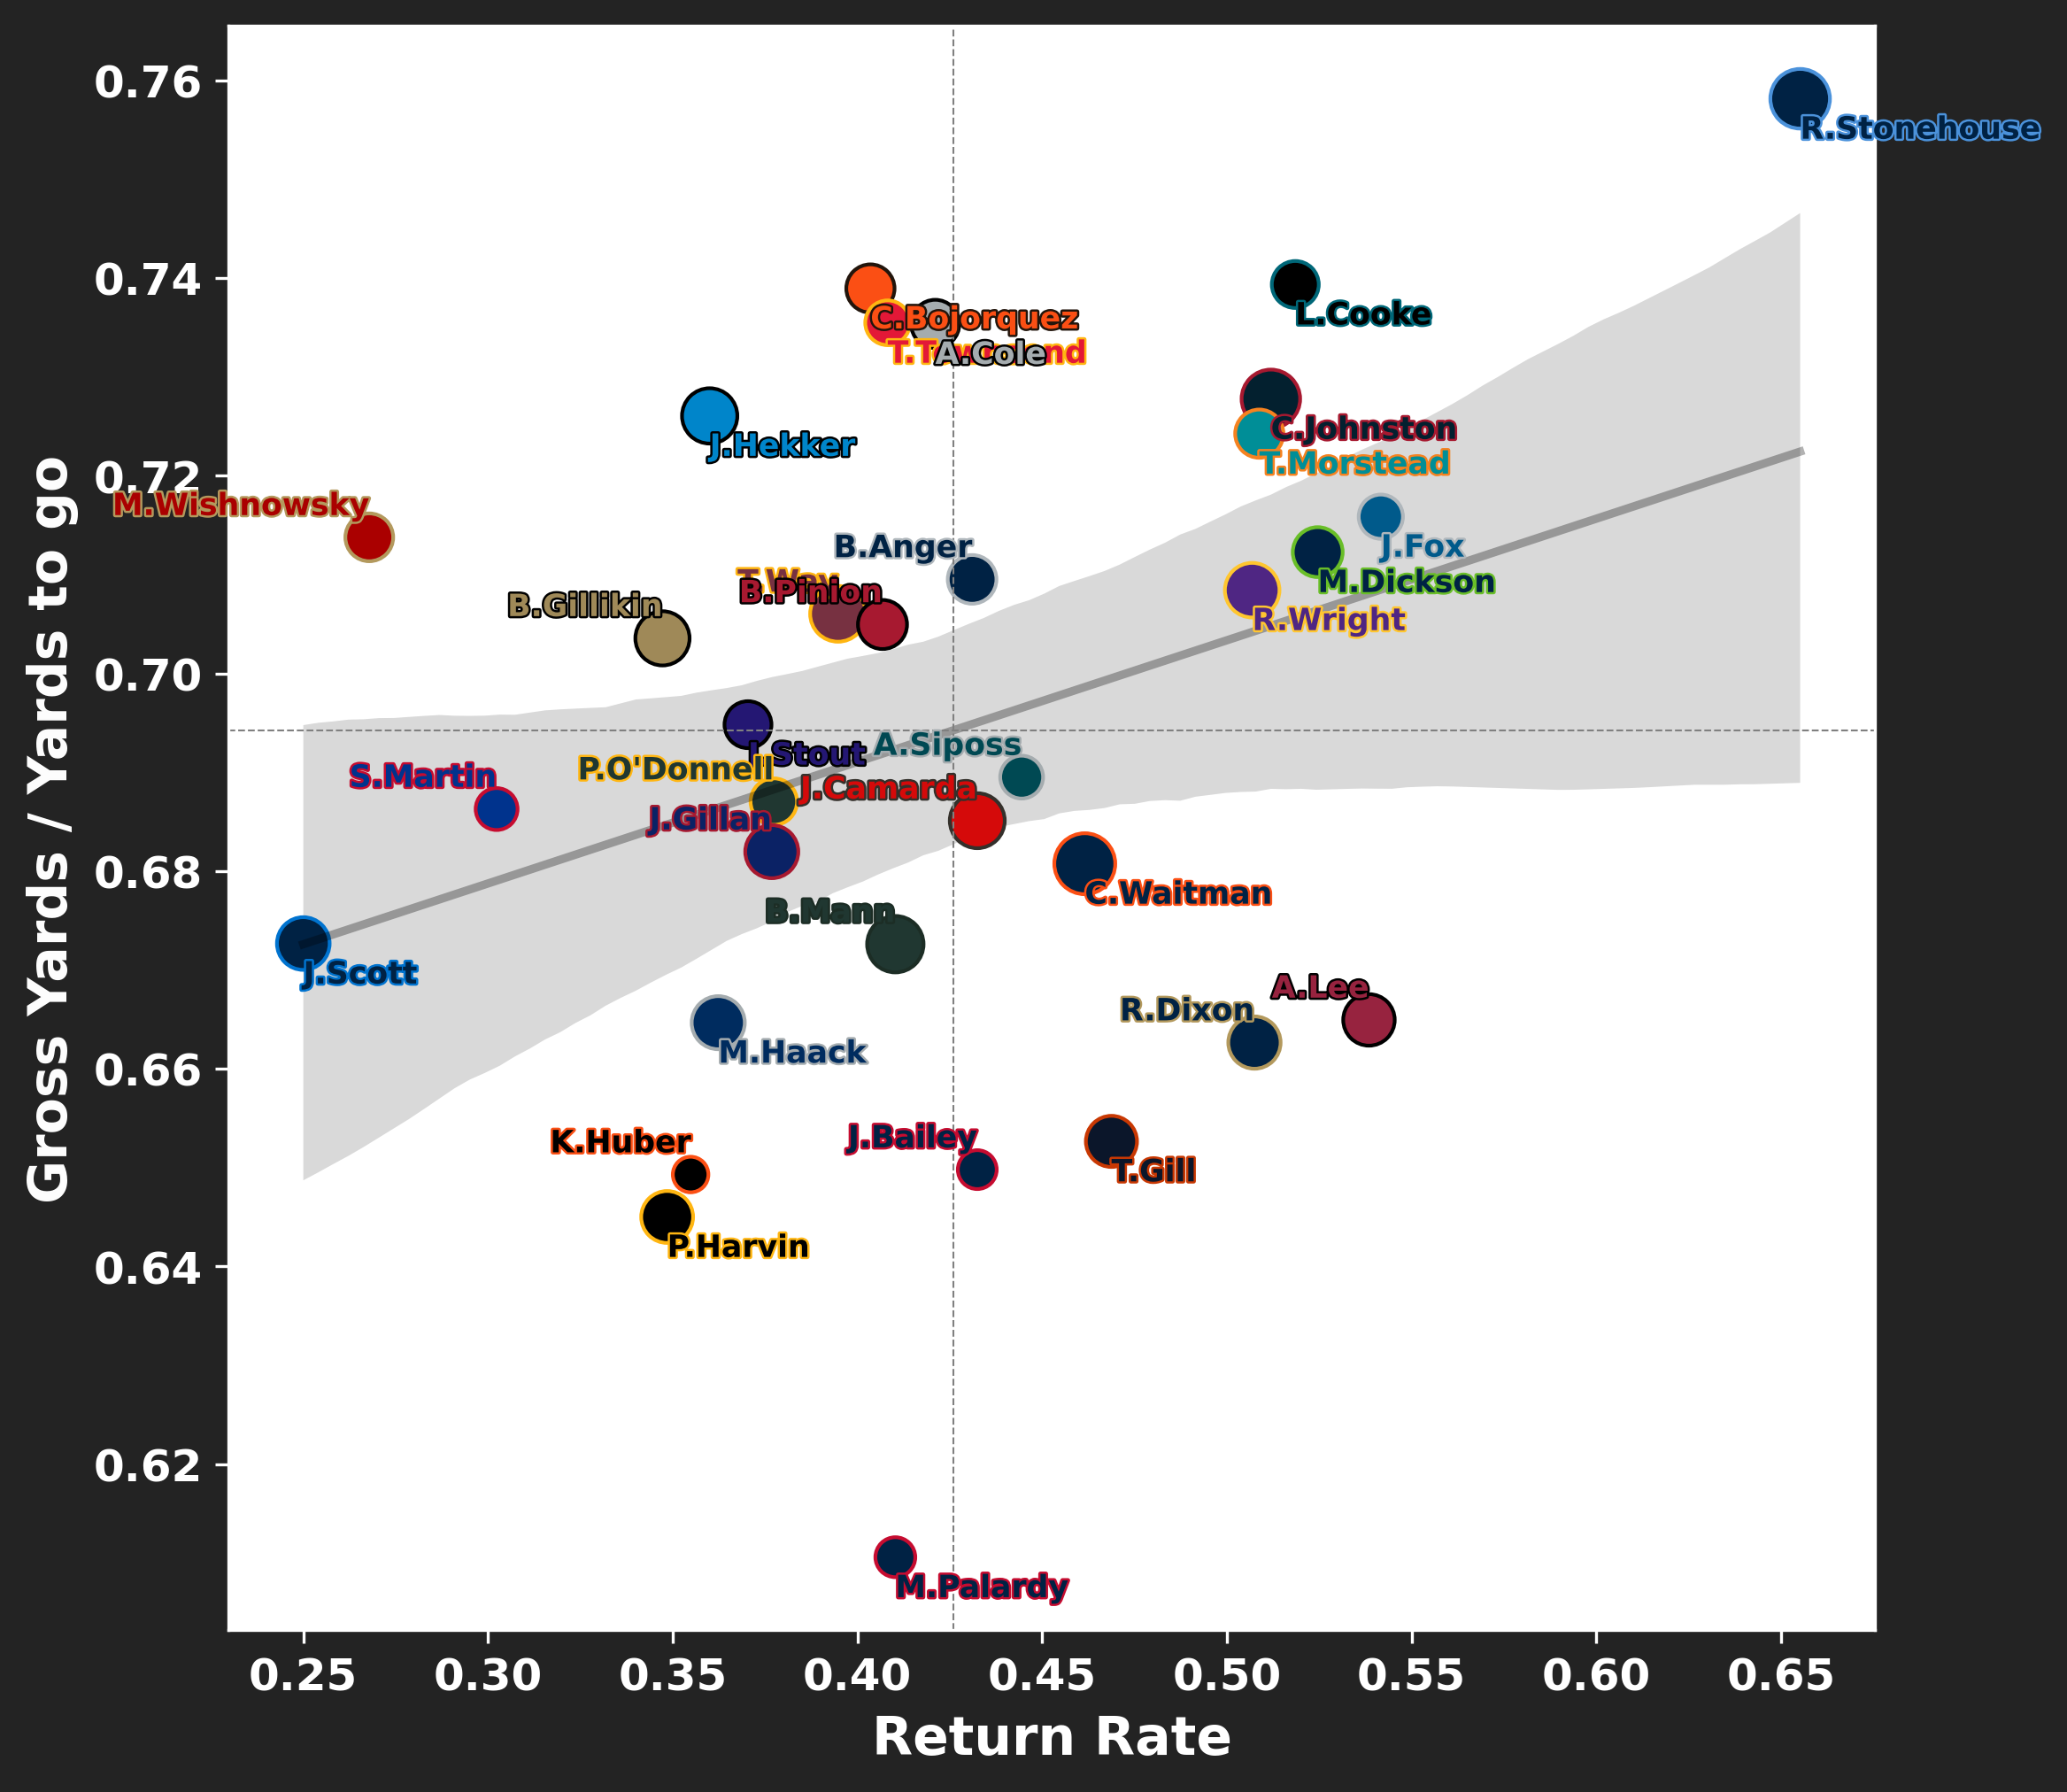 0.76
0.74
0.72
0.70
0.68
0.66
0.64
0.62
Gross Yards / Yards to go
R.Stonehouse
C.Bojorquez
L.Cooke
A.Cole
J.Hekker
C.Johnston
T.Morstead
M.Wishnowsky
B.Anger
J.Fox
T.Way
B.Pinion
M.Dickson
B.Gillikin
R.Wright
A.Siposs
Stout
P.O'Donnell
S.Martin
J.Camarda
J.Gillan
C.Waitman
B.Mann
J.Scott
A.Lee
R.Dixon
M.Haack
K.Huber
J.Bailey
T.Gill
P.Harvin
M.Palardy
0.25 0.30 0.35 0.40 0.45 0.50 0.55 0.60 0.65
Return Rate